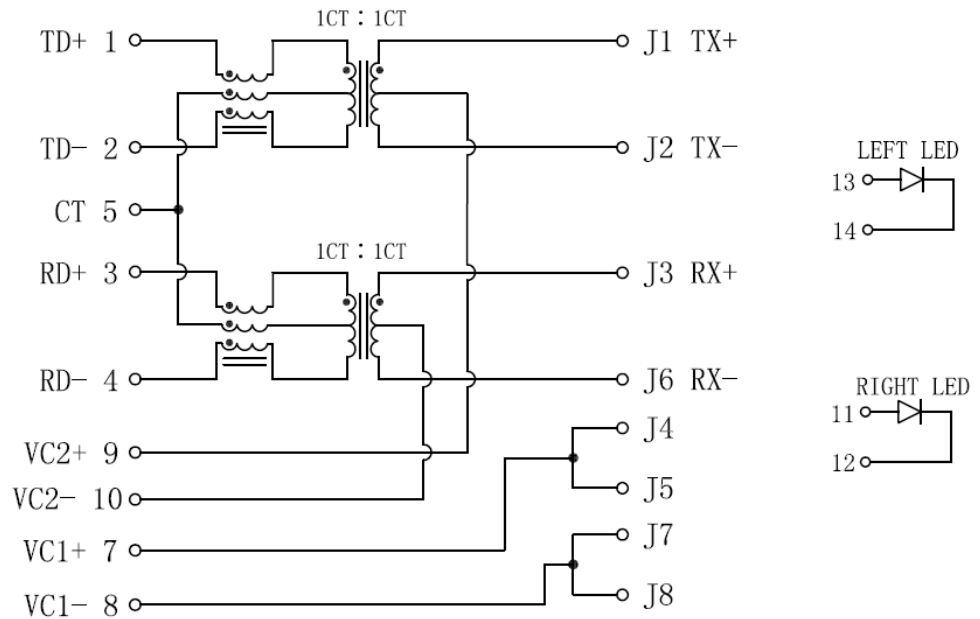 1CT : 1CT
TD+ 1
J1 TX+
TD- 2
J2 TX-
LEFT LED
13
14
CT 5
1CT : 1CT
RD+ 3
J3 RX+
RD- 4
J6 RX-
RIGHT LED
11
12
J4
VC2+ 9
J5
VC2- 10
J7
VC1+ 7
J8
VC1- 8